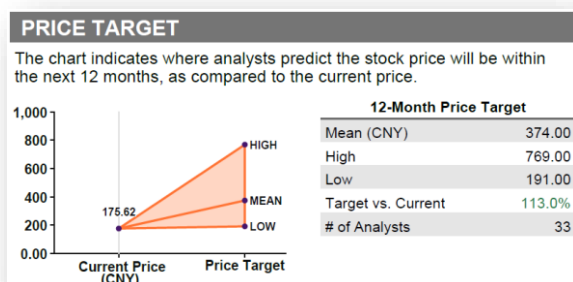 PRICE TARGET
The chart indicates where analysts predict the stock price will be within
the next 12 months, as compared to the current price.
1,000
800
600
400
200
0.00
175.62
HIGH
MEAN
LOW
Current Price
(CNY)
Price Target
12-Month Price Target
Mean (CNY) 374.00
High 769.00
Low 191.00
Target vs. Current 113.0%
# of Analysts 33